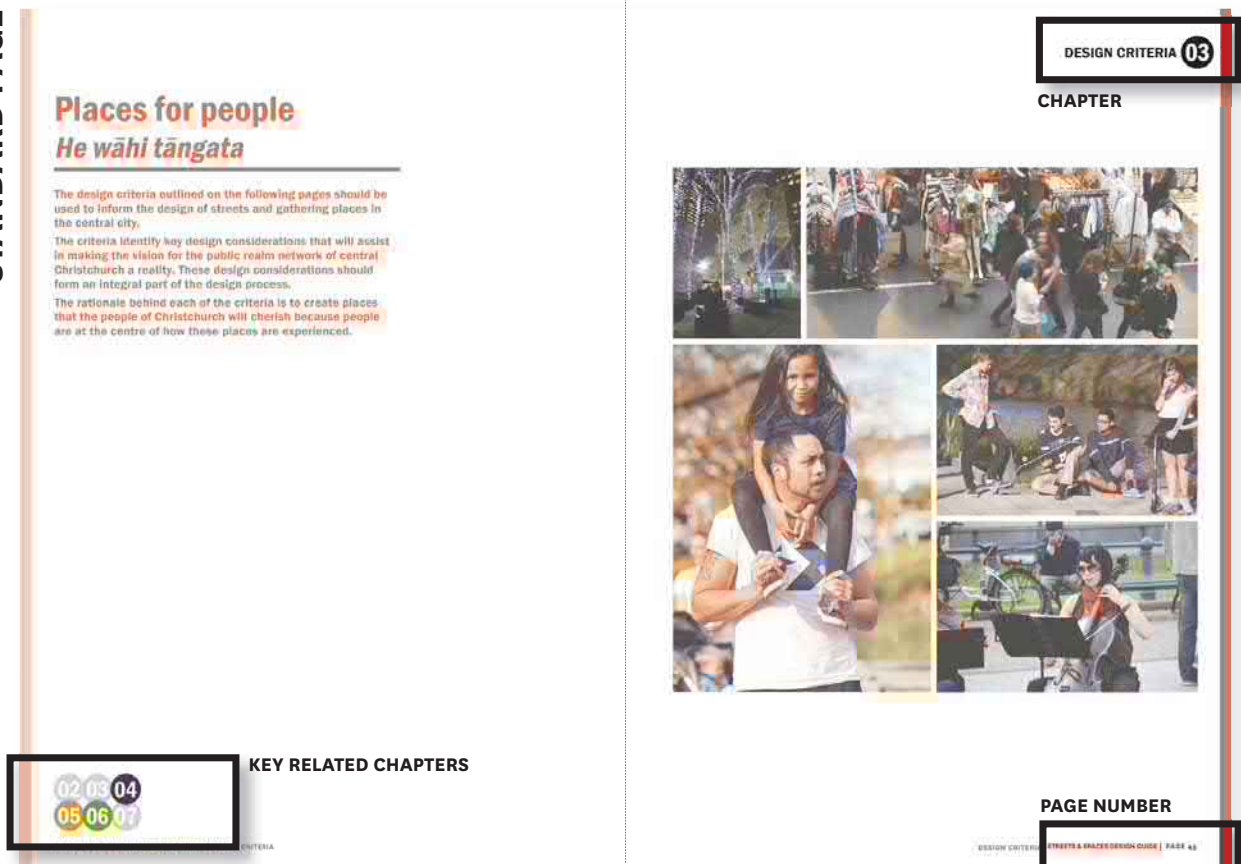 STANDARD PAGE
DESIGN CRITERIA 03
CHAPTER
Places for people
He wāhi tāngata
The design criteria outlined on the following pages should be
used to inform the design of streets and gathering places in
the central city.
The criteria identify key design considerations that will assist
in making the vision for the public realm network of central
Christchurch a reality. These design considerations should
form an integral part of the design process.
The rationale behind each of the criteria is to create places
that the people of Christchurch will cherish because people
are at the centre of how these places are experienced.
KEY RELATED CHAPTERS
02 03 04
05 06 07
PAGE NUMBER
DESIGN CRITERIA STREETS & SPACES DESIGN GUIDE | PAGE